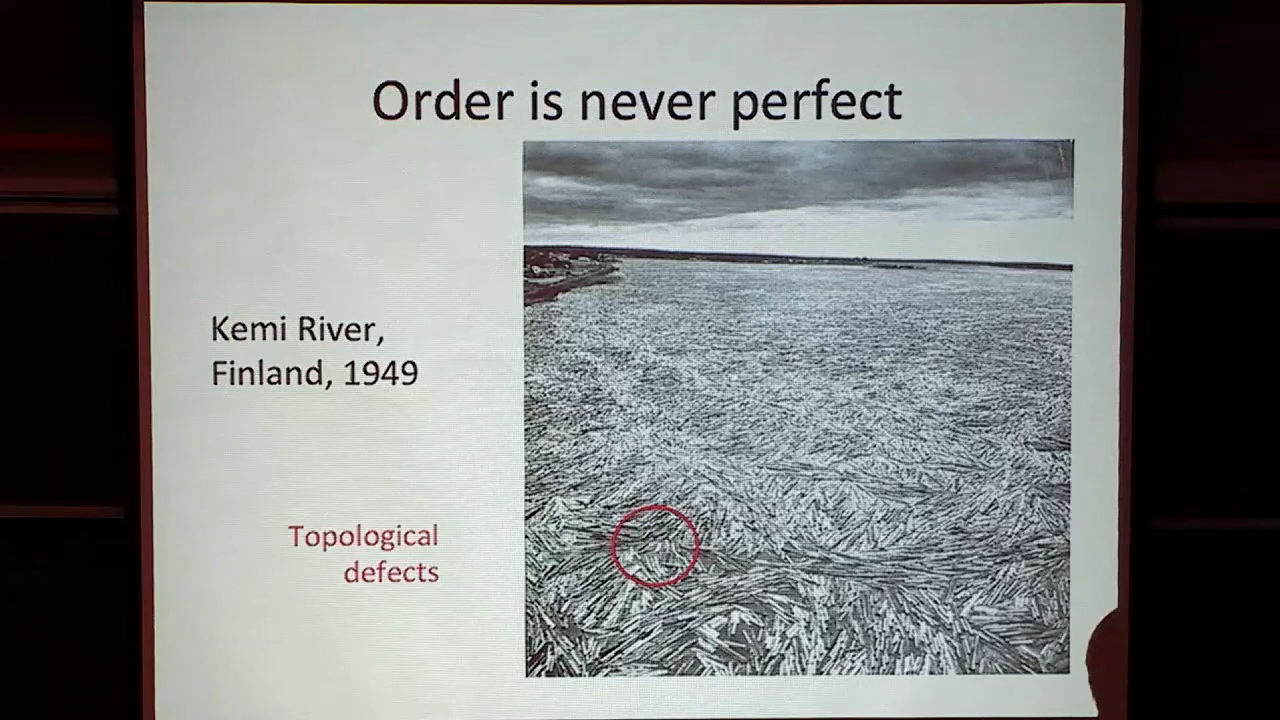 Order is never perfect
Kemi River,
Finland, 1949
Topological
defects